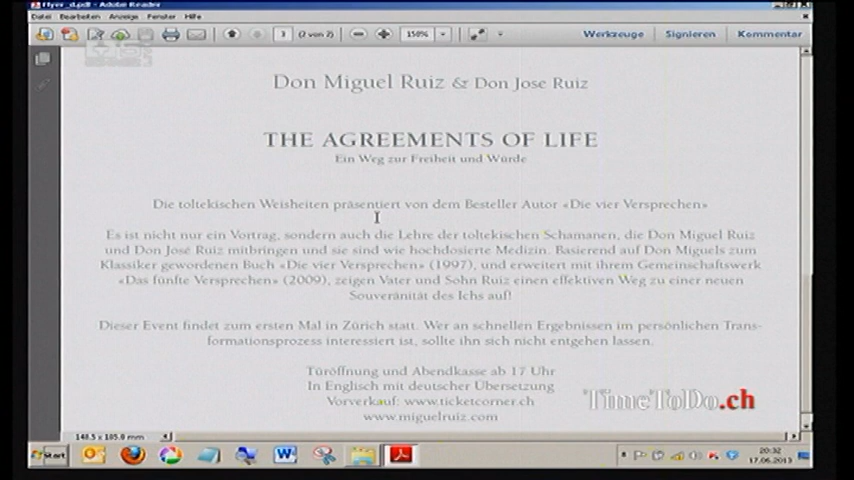 Flyer_d.pdf - Adobe Reader
Datei Bearbeiten Anzeige Fenster Hilfe
3 (2 von 2) 150% Werkzeuge Signieren Kommentar
Don Miguel Ruiz & Don Jose Ruiz
THE AGREEMENTS OF LIFE
Ein Weg zur Freiheit und Würde
Die toltekischen Weisheiten präsentiert von dem Besteller Autor «Die vier Versprechen»
Es ist nicht nur ein Vortrag, sondern auch die Lehre der toltekischen Schamanen, die Don Miguel Ruiz
und Don José Ruiz mitbringen und sie sind wie hochdosierte Medizin. Basierend auf Don Miguels zum
Klassiker gewordenen Buch «Die vier Versprechen» (1997), und erweitert mit ihrem Gemeinschaftswerk
«Das fünfte Versprechen» (2009), zeigen Vater und Sohn Ruiz einen effektiven Weg zu einer neuen
Souveränität des Ichs auf!
Dieser Event findet zum ersten Mal in Zürich statt. Wer an schnellen Ergebnissen im persönlichen Trans-
formationsprozess interessiert ist, sollte ihn sich nicht entgehen lassen.
Türöffnung und Abendkasse ab 17 Uhr
In Englisch mit deutscher Übersetzung
Vorverkauf: www.ticketcorner.ch
www.miguelruiz.com
TimeToDo.ch
148.5 x 105.0 mm
Start
20:32
17.06.2013